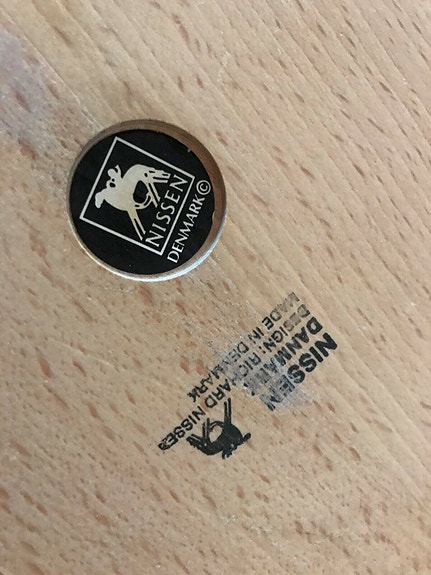 NISSEN
DENMARK©
NISSEN
DANMARK
DESIGN: RICHARD NISSEN
MADE IN DENMARK